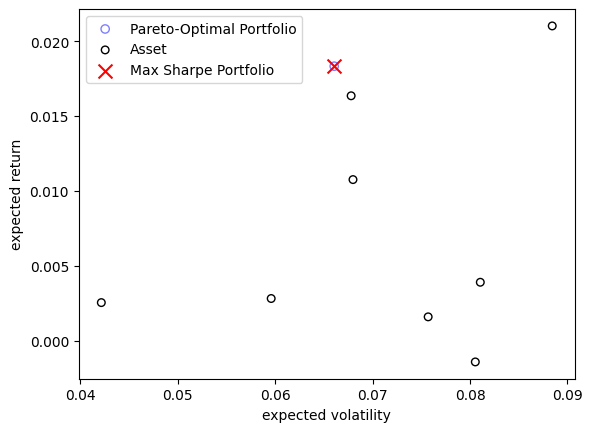 Pareto-Optimal Portfolio
Asset
Max Sharpe Portfolio
0.020
0.015
0.010
0.005
0.000
expected return
0.04 0.05 0.06 0.07 0.08 0.09
expected volatility